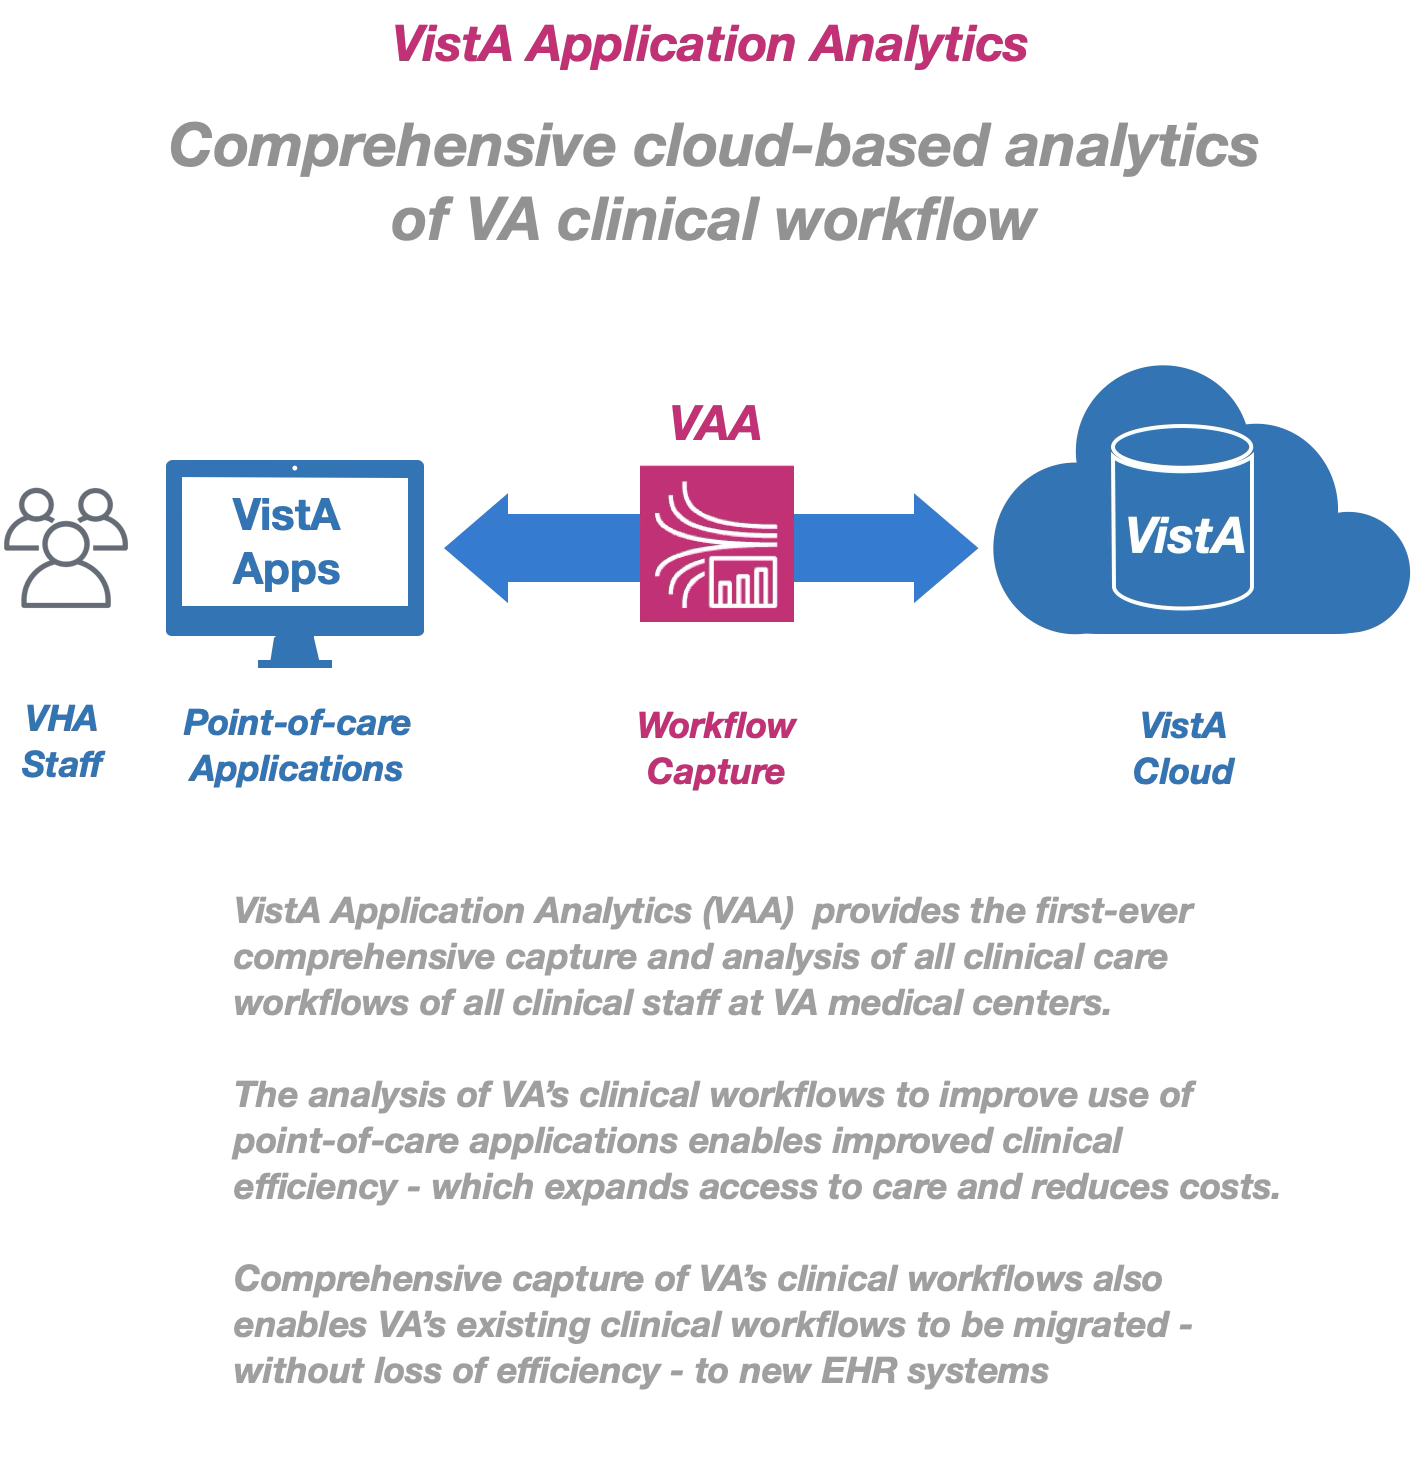 VistA Application Analytics
Comprehensive cloud-based analytics
of VA clinical workflow
VAA
VistA
Apps
VistA
VHA
Staff
Point-of-care
Applications
Workflow
Capture
VistA
Cloud
VistA Application Analytics (VAA)  provides the first-ever
comprehensive capture and analysis of all clinical care
workflows of all clinical staff at VA medical centers.
The analysis of VA’s clinical workflows to improve use of
point-of-care applications enables improved clinical
efficiency - which expands access to care and reduces costs.
Comprehensive capture of VA’s clinical workflows also
enables VA’s existing clinical workflows to be migrated -
without loss of efficiency - to new EHR systems